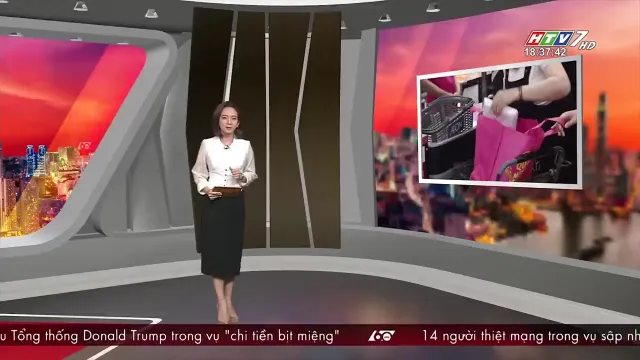 HTV7 HD
18:37:42
u Tổng thống Donald Trump trong vụ "chi tiền bịt miệng" 60 14 người thiệt mạng trong vụ sập nh